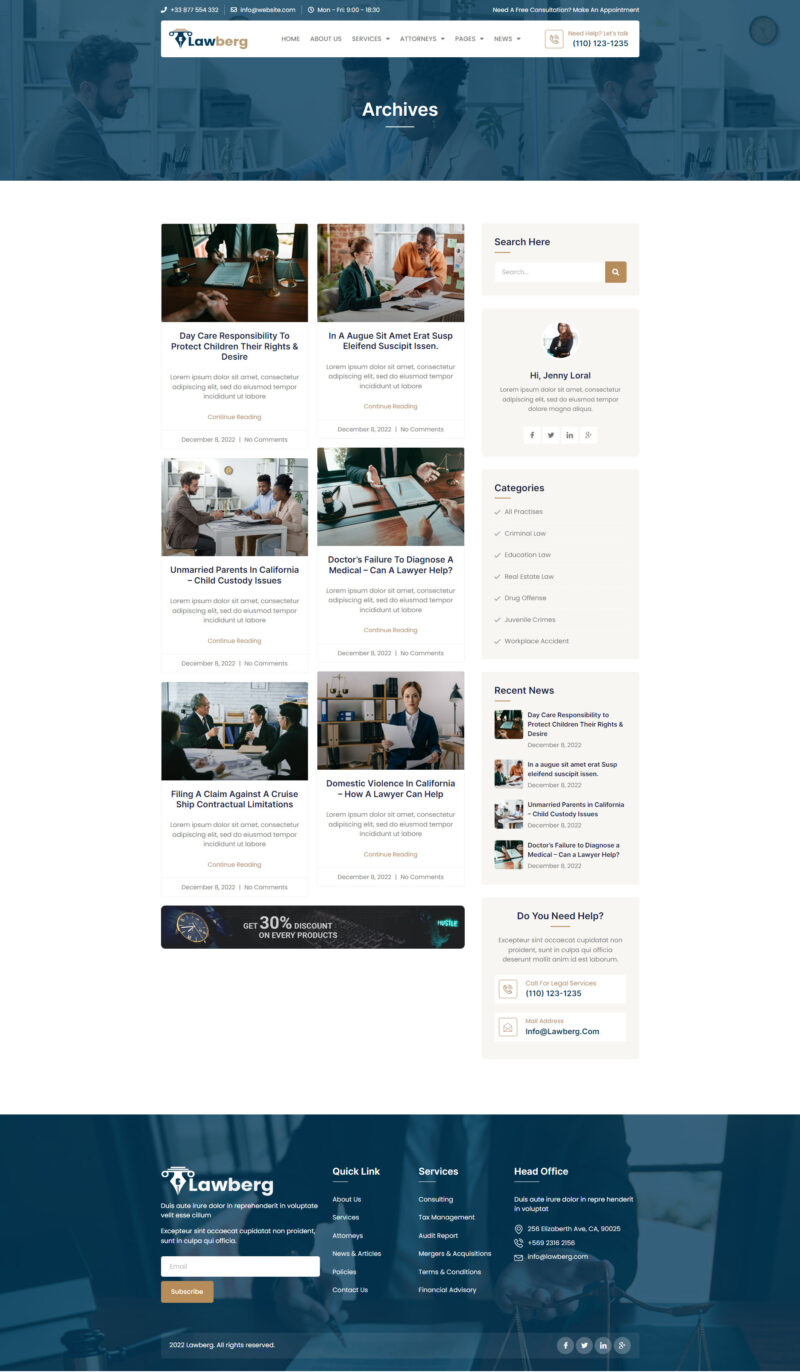 +33 877 554 332
info@website.com
Mon - Fri: 9:00 - 18:30
Need A Free Consultation? Make An Appointment
Lawberg
HOME
ABOUT US
SERVICES
ATTORNEYS
PAGES
NEWS
Need Help? Let's talk
(110) 123-1235
Archives
Day Care Responsibility To
Protect Children Their Rights &
Desire
Lorem ipsum dolor sit amet, consectetur
adipiscing elit, sed do eiusmod tempor
incididunt ut labore
Continue Reading
December 8, 2022 | No Comments
In A Augue Sit Amet Erat Susp
Eleifend Suscipit Issen.
Lorem ipsum dolor sit amet, consectetur
adipiscing elit, sed do eiusmod tempor
incididunt ut labore
Continue Reading
December 8, 2022 | No Comments
Unmarried Parents In California
– Child Custody Issues
Lorem ipsum dolor sit amet, consectetur
adipiscing elit, sed do eiusmod tempor
incididunt ut labore
Continue Reading
December 8, 2022 | No Comments
Doctor's Failure To Diagnose A
Medical – Can A Lawyer Help?
Lorem ipsum dolor sit amet, consectetur
adipiscing elit, sed do eiusmod tempor
incididunt ut labore
Continue Reading
December 8, 2022 | No Comments
Filing A Claim Against A Cruise
Ship Contractual Limitations
Lorem ipsum dolor sit amet, consectetur
adipiscing elit, sed do eiusmod tempor
incididunt ut labore
Continue Reading
December 8, 2022 | No Comments
Domestic Violence In California
– How A Lawyer Can Help
Lorem ipsum dolor sit amet, consectetur
adipiscing elit, sed do eiusmod tempor
incididunt ut labore
Continue Reading
December 8, 2022 | No Comments
GET 30% DISCOUNT
ON EVERY PRODUCTS
HUSTLE
Search Here
Search...
Hi, Jenny Loral
Lorem ipsum dolor sit amet, consectetur
adipiscing elit, sed do eiusmod tempor
dolore magna aliqua.
Categories
All Practises
Criminal Law
Education Law
Real Estate Law
Drug Offense
Juvenile Crimes
Workplace Accident
Recent News
Day Care Responsibility to
Protect Children Their Rights &
Desire
December 8, 2022
In a augue sit amet erat Susp
eleifend suscipit issen.
December 8, 2022
Unmarried Parents in California
– Child Custody Issues
December 8, 2022
Doctor's Failure to Diagnose a
Medical – Can a Lawyer Help?
December 8, 2022
Do You Need Help?
Excepteur sint occaecat cupidatat non
proident, sunt in culpa qui officia
deserunt mollit anim id est laborum.
Call For Legal Services
(110) 123-1235
Mail Address
Info@Lawberg.Com
Lawberg
Duis aute irure dolor in reprehenderit in voluptate
velit esse cillum
Excepteur sint occaecat cupidatat non proident,
sunt in culpa qui officia.
Email
Subscribe
Quick Link
About Us
Services
Attorneys
News & Articles
Policies
Contact Us
Services
Consulting
Tax Management
Audit Report
Mergers & Acquisitions
Terms & Conditions
Financial Advisory
Head Office
Duis aute irure dolor in repre henderit
in voluptat
256 Elizaberth Ave, CA, 90025
+569 2316 2156
info@lawberg.com
2022 Lawberg. All rights reserved.